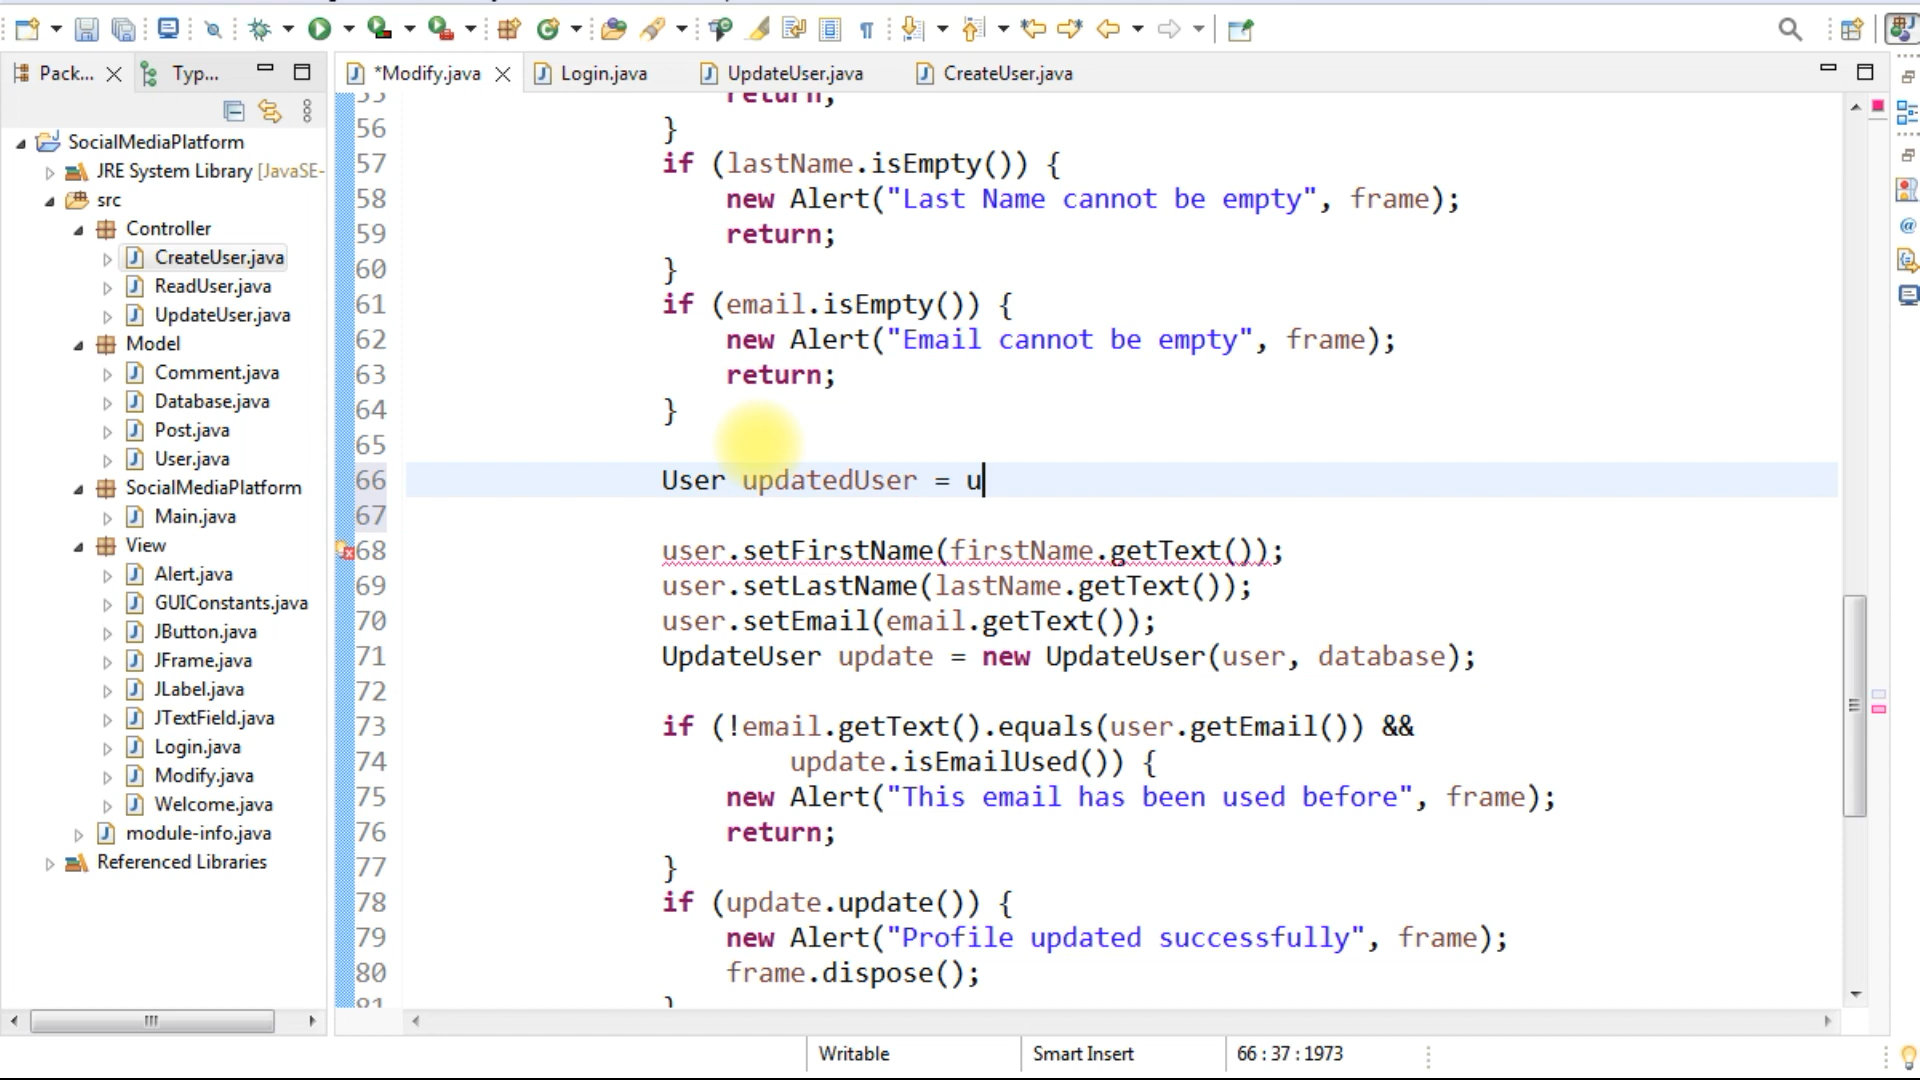 Pack...
Typ...
SocialMediaPlatform
JRE System Library [JavaSE-
src
Controller
CreateUser.java
ReadUser.java
UpdateUser.java
Model
Comment.java
Database.java
Post.java
User.java
SocialMediaPlatform
Main.java
View
Alert.java
GUIConstants.java
JButton.java
JFrame.java
JLabel.java
JTextField.java
Login.java
Modify.java
Welcome.java
module-info.java
Referenced Libraries
*Modify.java
Login.java
UpdateUser.java
CreateUser.java
55 return;
56 }
57 if (lastName.isEmpty()) {
58 new Alert("Last Name cannot be empty", frame);
59 return;
60 }
61 if (email.isEmpty()) {
62 new Alert("Email cannot be empty", frame);
63 return;
64 }
65
66 User updatedUser = u
67
68 user.setFirstName(firstName.getText());
69 user.setLastName(lastName.getText());
70 user.setEmail(email.getText());
71 UpdateUser update = new UpdateUser(user, database);
72
73 if (!email.getText().equals(user.getEmail()) &&
74 update.isEmailUsed()) {
75 new Alert("This email has been used before", frame);
76 return;
77 }
78 if (update.update()) {
79 new Alert("Profile updated successfully", frame);
80 frame.dispose();
81 }
Writable
Smart Insert
66 : 37 : 1973